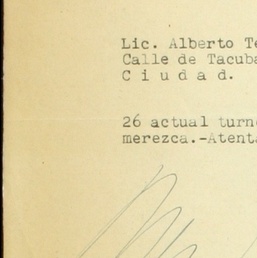 Lic. Alberto Te
Calle de Tacuba
C i u d a d.
26 actual turn
merezca.-Atent